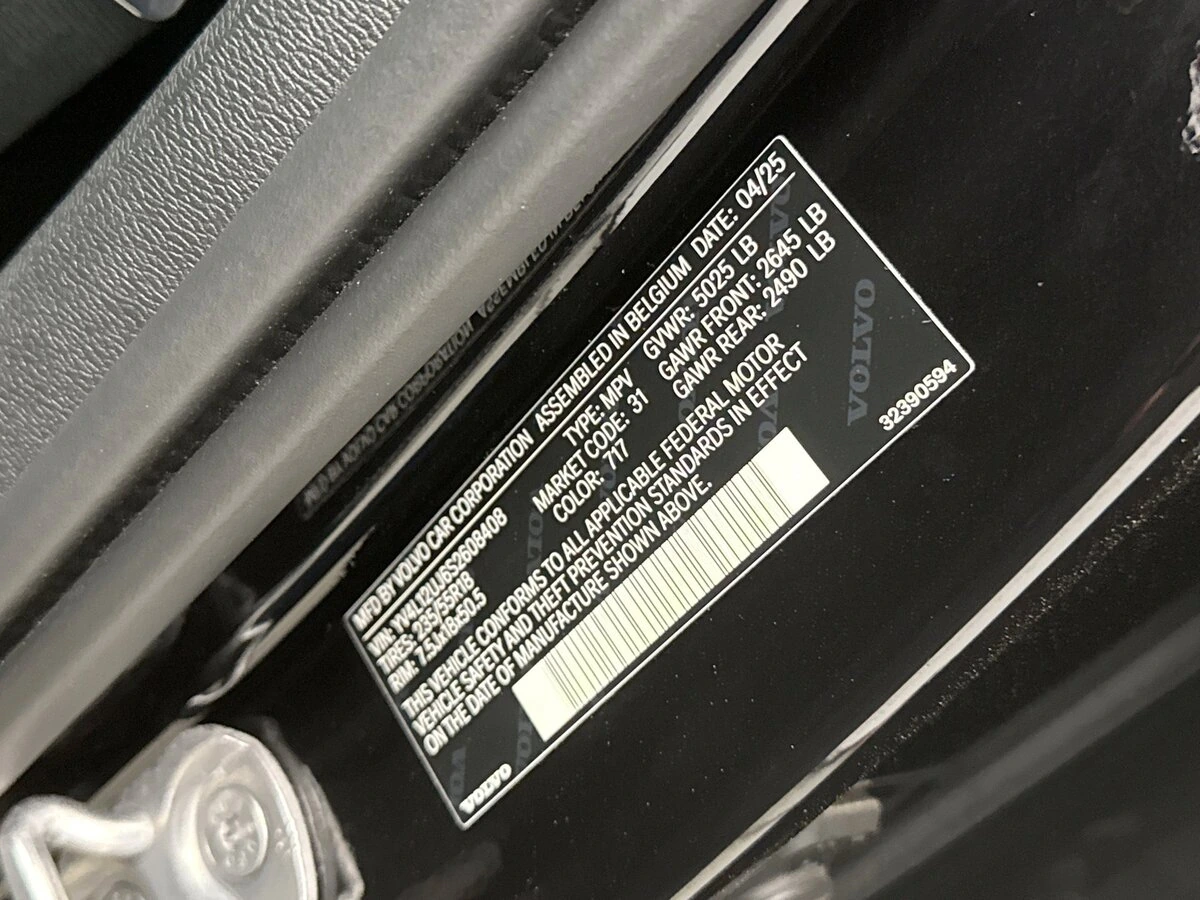 MFD BY VOLVO CAR CORPORATION ASSEMBLED IN BELGIUM DATE: 04/25
VIN: YV4L12UJ6S2608408 TYPE: MPV GVWR: 5025 LB
TIRES: 235/55R18 MARKET CODE: 31 GAWR FRONT: 2645 LB
RIM: 7.5Jx18x50.5 COLOR: 717 GAWR REAR: 2490 LB
THIS VEHICLE CONFORMS TO ALL APPLICABLE FEDERAL MOTOR
VEHICLE SAFETY AND THEFT PREVENTION STANDARDS IN EFFECT
ON THE DATE OF MANUFACTURE SHOWN ABOVE.
VOLVO
VOLVO 32390594